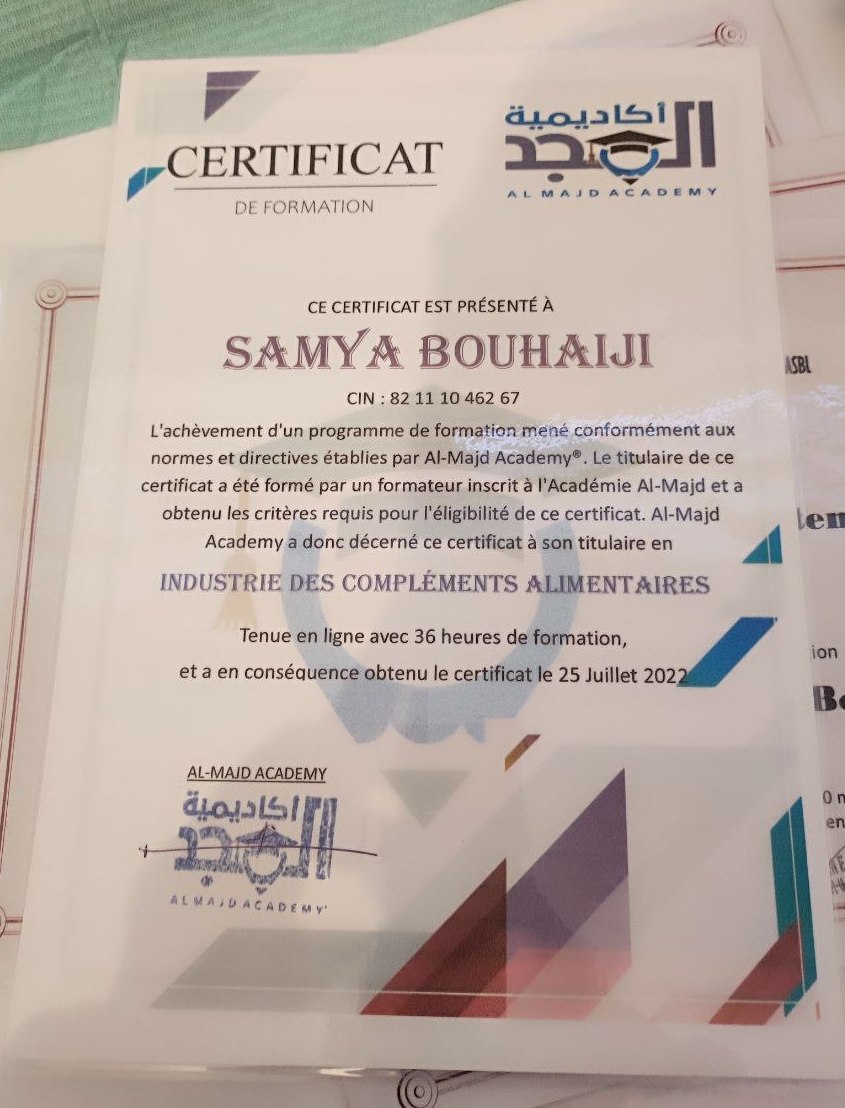 CERTIFICAT
DE FORMATION
أكاديمية
المجد
AL MAJD ACADEMY
CE CERTIFICAT EST PRÉSENTÉ À
SAMYA BOUHAIJI
CIN : 82 11 10 462 67
L'achèvement d'un programme de formation mené conformément aux
normes et directives établies par Al-Majd Academy®. Le titulaire de ce
certificat a été formé par un formateur inscrit à l'Académie Al-Majd et a
obtenu les critères requis pour l'éligibilité de ce certificat. Al-Majd
Academy a donc décerné ce certificat à son titulaire en
INDUSTRIE DES COMPLÉMENTS ALIMENTAIRES
Tenue en ligne avec 36 heures de formation,
et a en conséquence obtenu le certificat le 25 Juillet 2022
AL-MAJD ACADEMY
أكاديمية
المجد
AL MAJD ACADEMY
ASBL